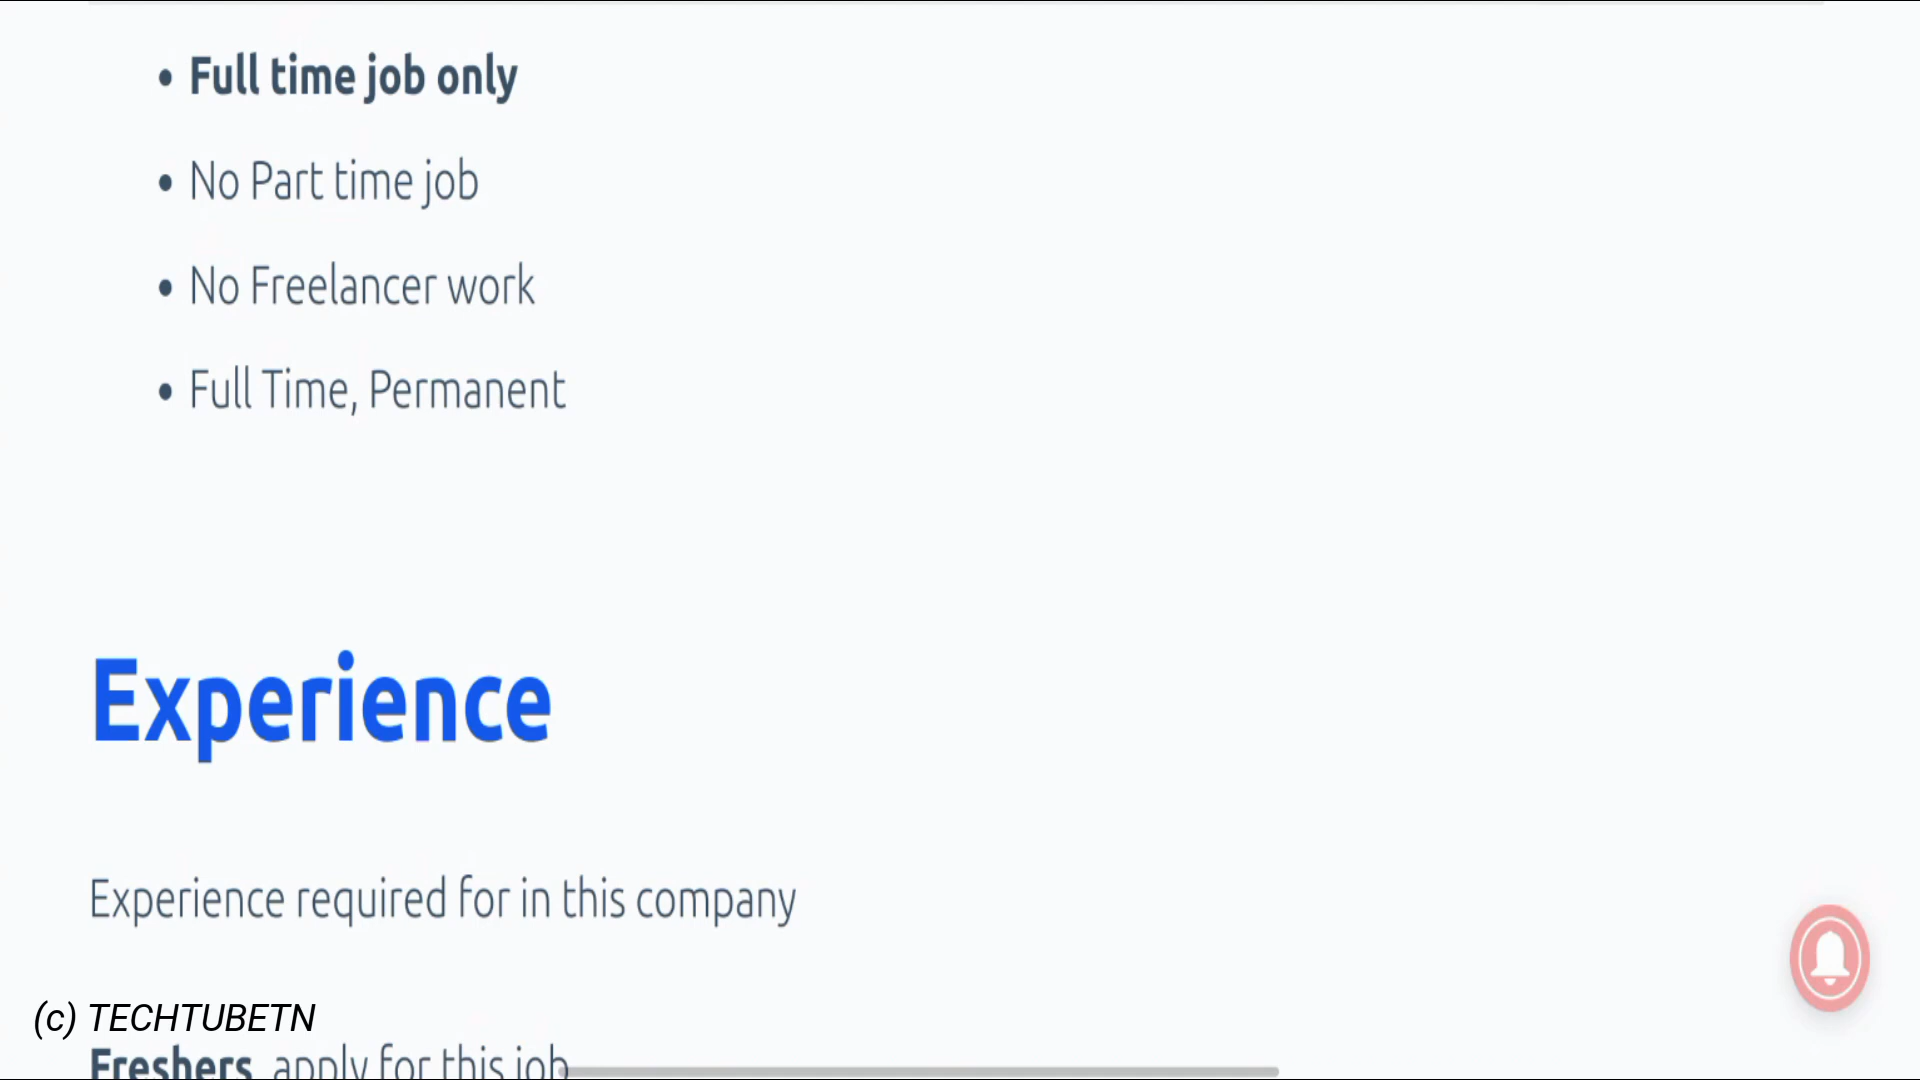 • Full time job only
• No Part time job
• No Freelancer work
• Full Time, Permanent
Experience
Experience required for in this company
(c) TECHTUBETN
Freshers apply for this job